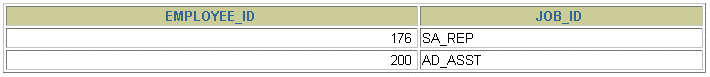 EMPLOYEE_ID JOB_ID
176 SA_REP
200 AD_ASST